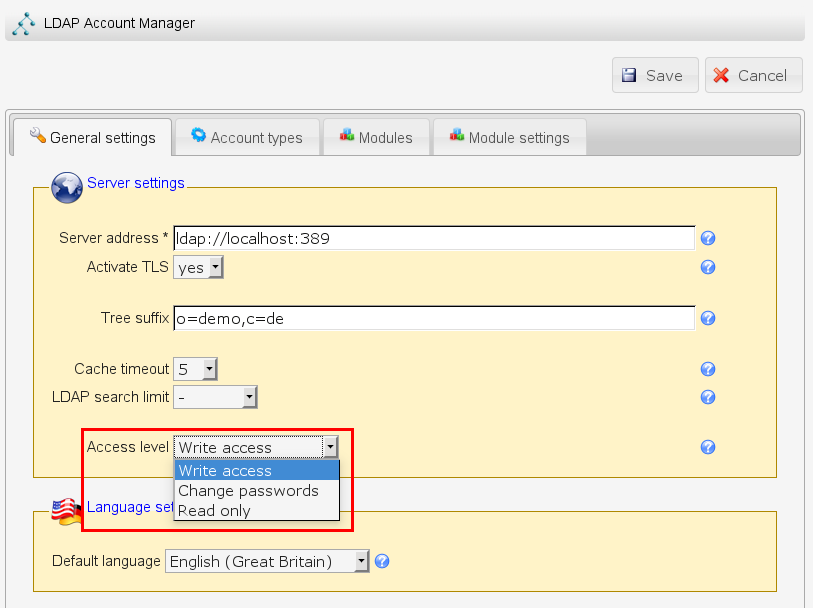 LDAP Account Manager
Save Cancel
General settings Account types Modules Module settings
Server settings
Server address * ldap://localhost:389
Activate TLS yes
Tree suffix o=demo,c=de
Cache timeout 5
LDAP search limit -
Access level Write access
Write access
Change passwords
Read only
Language set
Default language English (Great Britain)